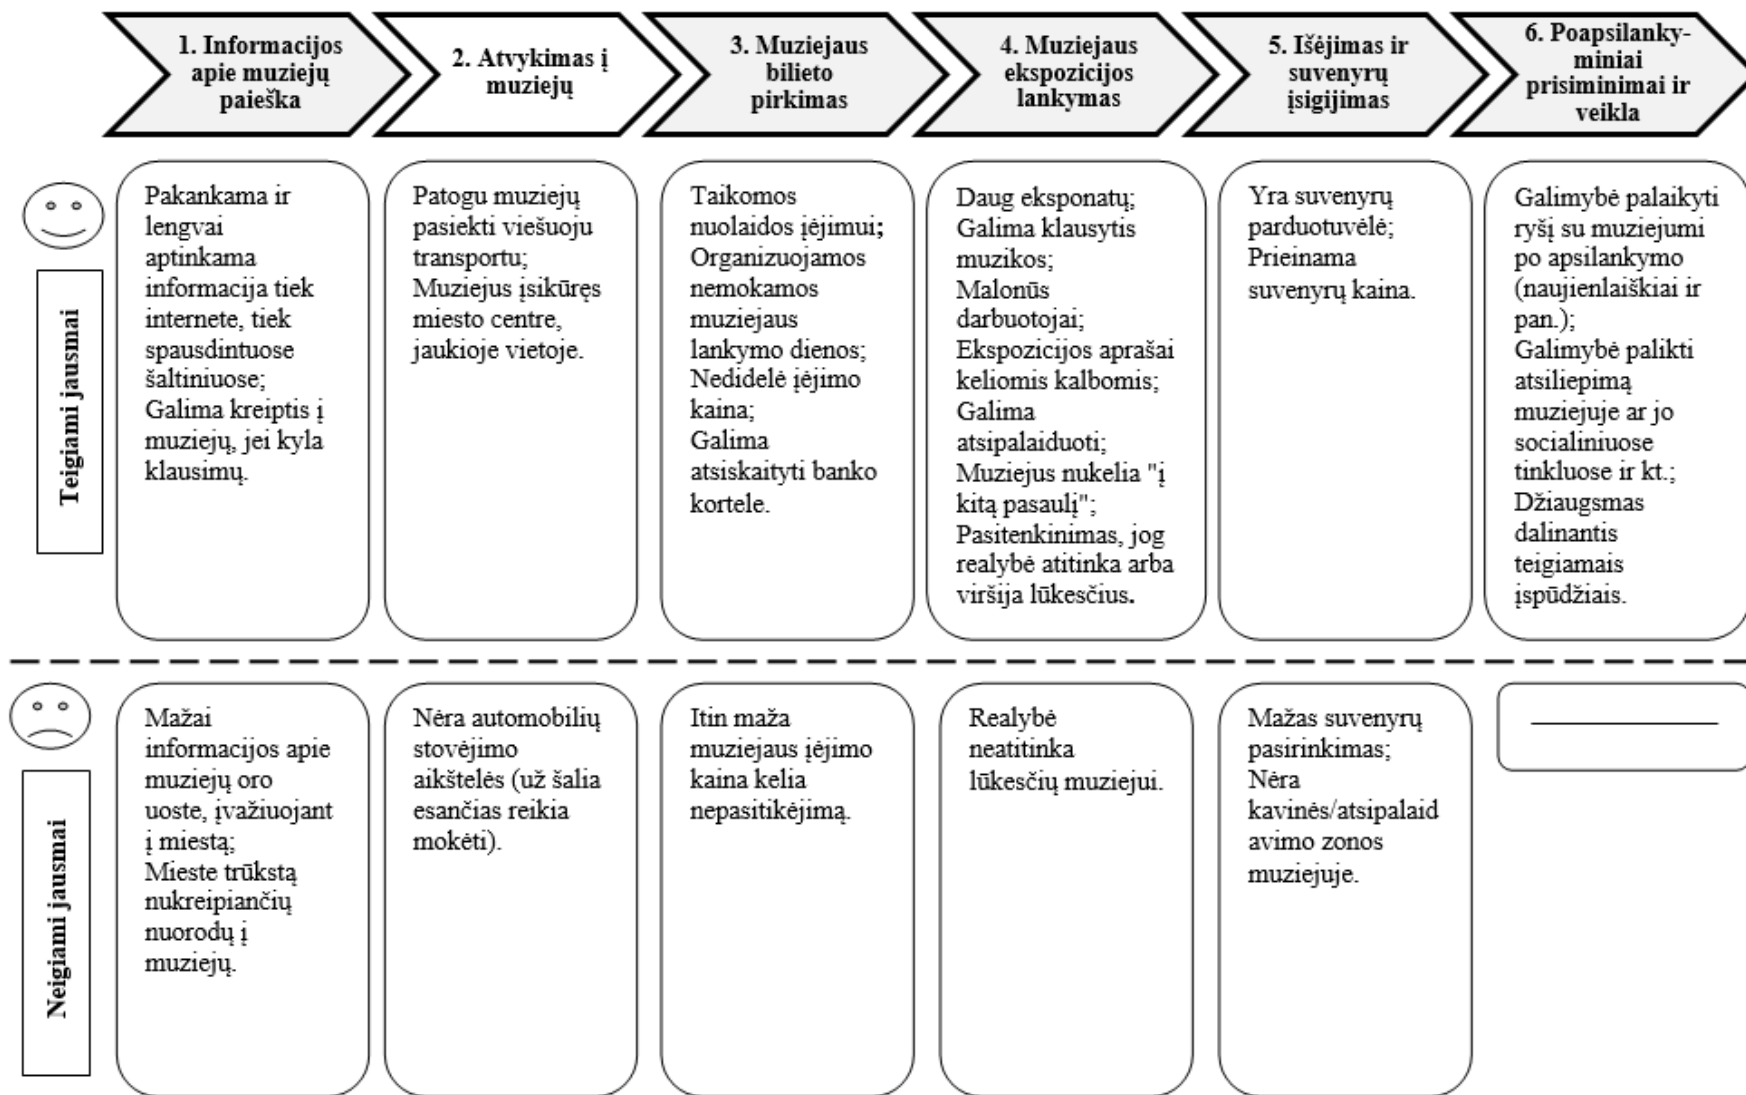 1. Informacijos
apie muziejų
paieška
2. Atvykimas į
muziejų
3. Muziejaus
bilieto
pirkimas
4. Muziejaus
ekspozicijos
lankymas
5. Išėjimas ir
suvenyrų
įsigijimas
6. Poapsilanky-
miniai
prisiminimai ir
veikla
Teigiami jausmai
Pakankama ir
lengvai
aptinkama
informacija tiek
internete, tiek
spausdintuose
šaltiniuose;
Galima kreiptis į
muziejų, jei kyla
klausimų.
Patogu muziejų
pasiekti viešuoju
transportu;
Muziejus įsikūręs
miesto centre,
jaukioje vietoje.
Taikomos
nuolaidos įėjimui;
Organizuojamos
nemokamos
muziejaus
lankymo dienos;
Nedidelė įėjimo
kaina;
Galima
atsiskaityti banko
kortele.
Daug eksponatų;
Galima klausytis
muzikos;
Malonūs
darbuotojai;
Ekspozicijos aprašai
keliomis kalbomis;
Galima
atsipalaiduoti;
Muziejus nukelia "į
kitą pasaulį";
Pasitenkinimas, jog
realybė atitinka arba
viršija lūkesčius.
Yra suvenyrų
parduotuvėlė;
Prieinama
suvenyrų kaina.
Galimybė palaikyti
ryšį su muziejumi
po apsilankymo
(naujienlaiškiai ir
pan.);
Galimybė palikti
atsiliepimą
muziejuje ar jo
socialiniuose
tinkluose ir kt.;
Džiaugsmas
dalinantis
teigiamais
įspūdžiais.
Neigiami jausmai
Mažai
informacijos apie
muziejų oro
uoste, įvažiuojant
į miestą;
Mieste trūkstą
nukreipiančių
nuorodų į
muziejų.
Nėra automobilių
stovėjimo
aikštelės (už šalia
esančias reikia
mokėti).
Itin maža
muziejaus įėjimo
kaina kelia
nepasitikėjimą.
Realybė
neatitinka
lūkesčių muziejui.
Mažas suvenyrų
pasirinkimas;
Nėra
kavinės/atsipalaid
avimo zonos
muziejuje.